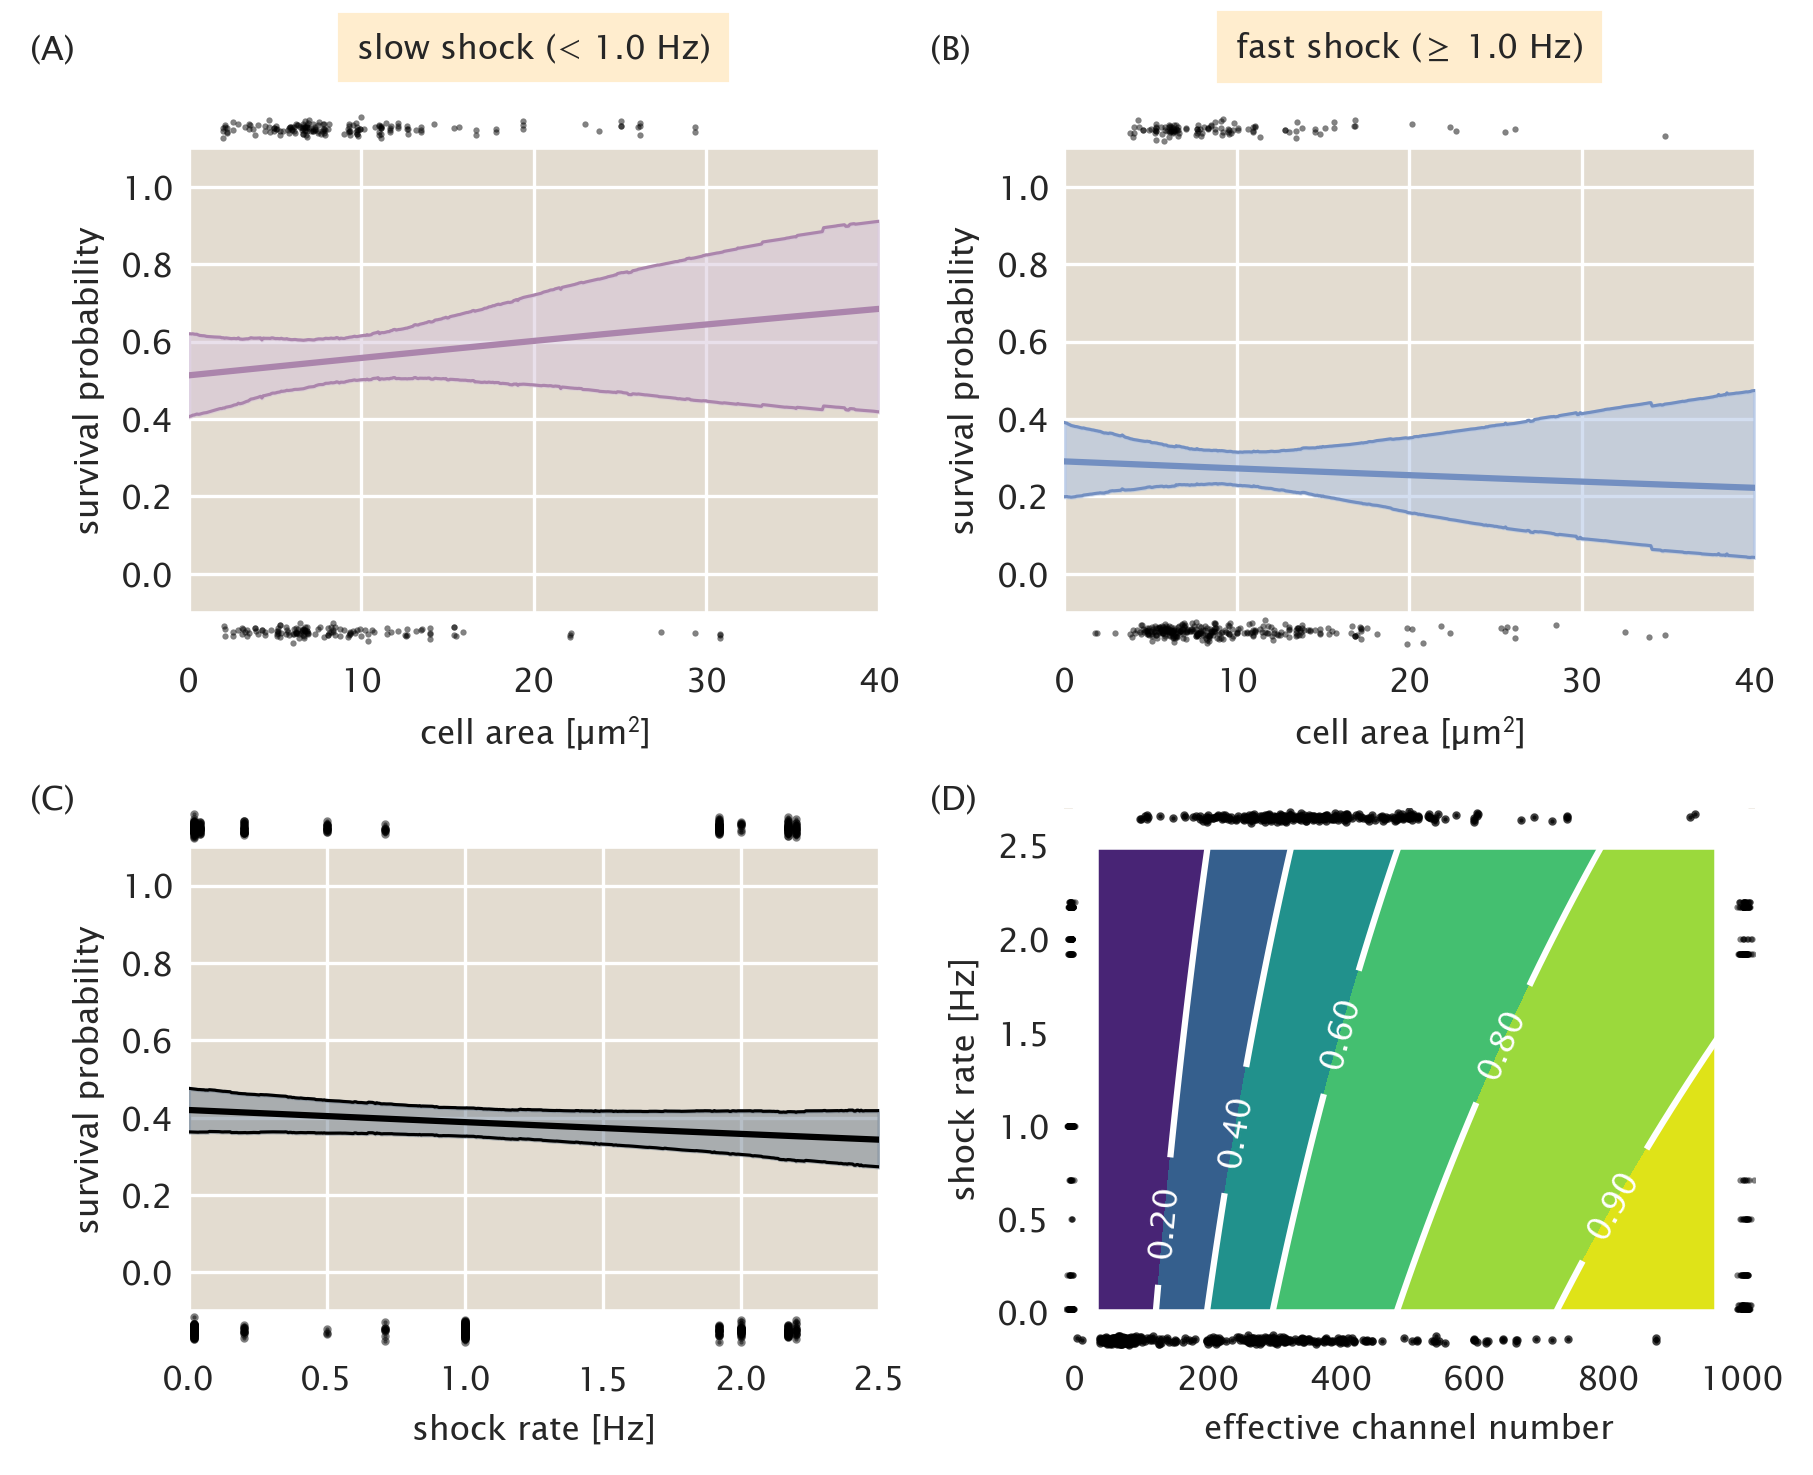 (A)
slow shock (< 1.0 Hz)
(B)
fast shock (≥ 1.0 Hz)
survival probability
1.0
0.8
0.6
0.4
0.2
0.0
0 10 20 30 40
cell area [µm²]
survival probability
1.0
0.8
0.6
0.4
0.2
0.0
0 10 20 30 40
cell area [µm²]
(C)
survival probability
1.0
0.8
0.6
0.4
0.2
0.0
0.0 0.5 1.0 1.5 2.0 2.5
shock rate [Hz]
(D)
shock rate [Hz]
2.5
2.0
1.5
1.0
0.5
0.0
0.20
0.40
0.60
0.80
0.90
0 200 400 600 800 1000
effective channel number